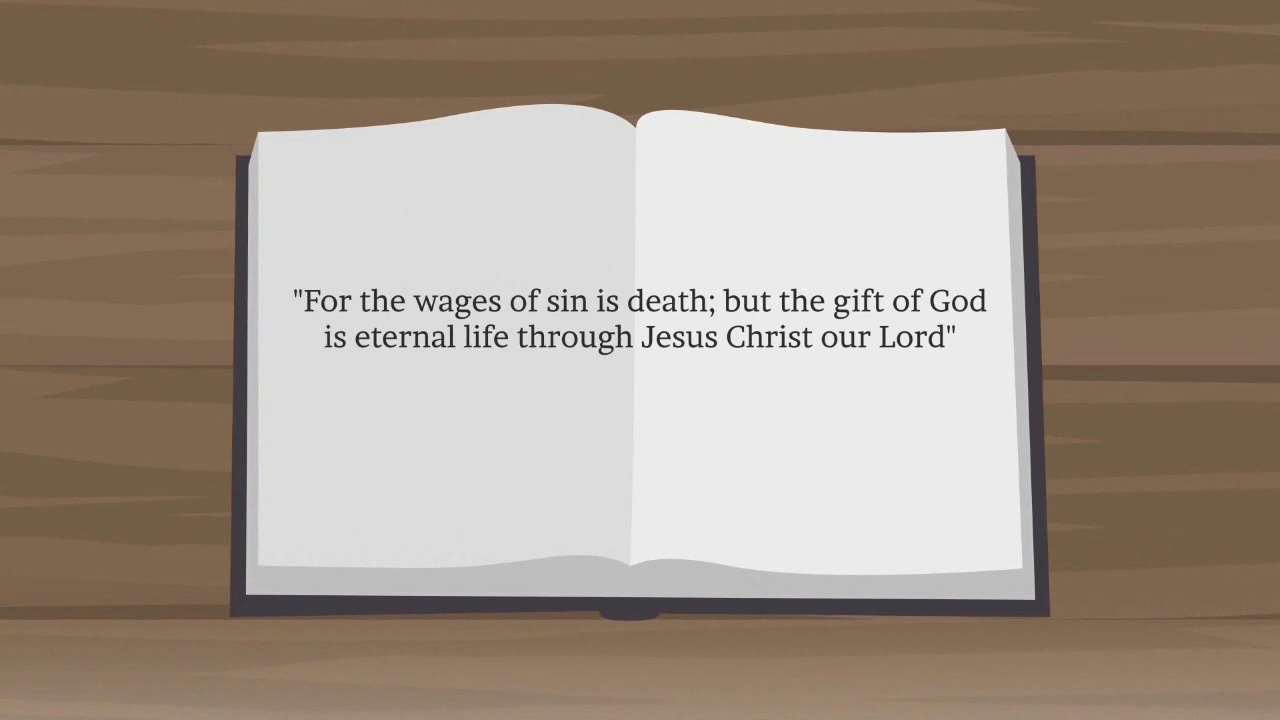 "For the wages of sin is death; but the gift of God
is eternal life through Jesus Christ our Lord"